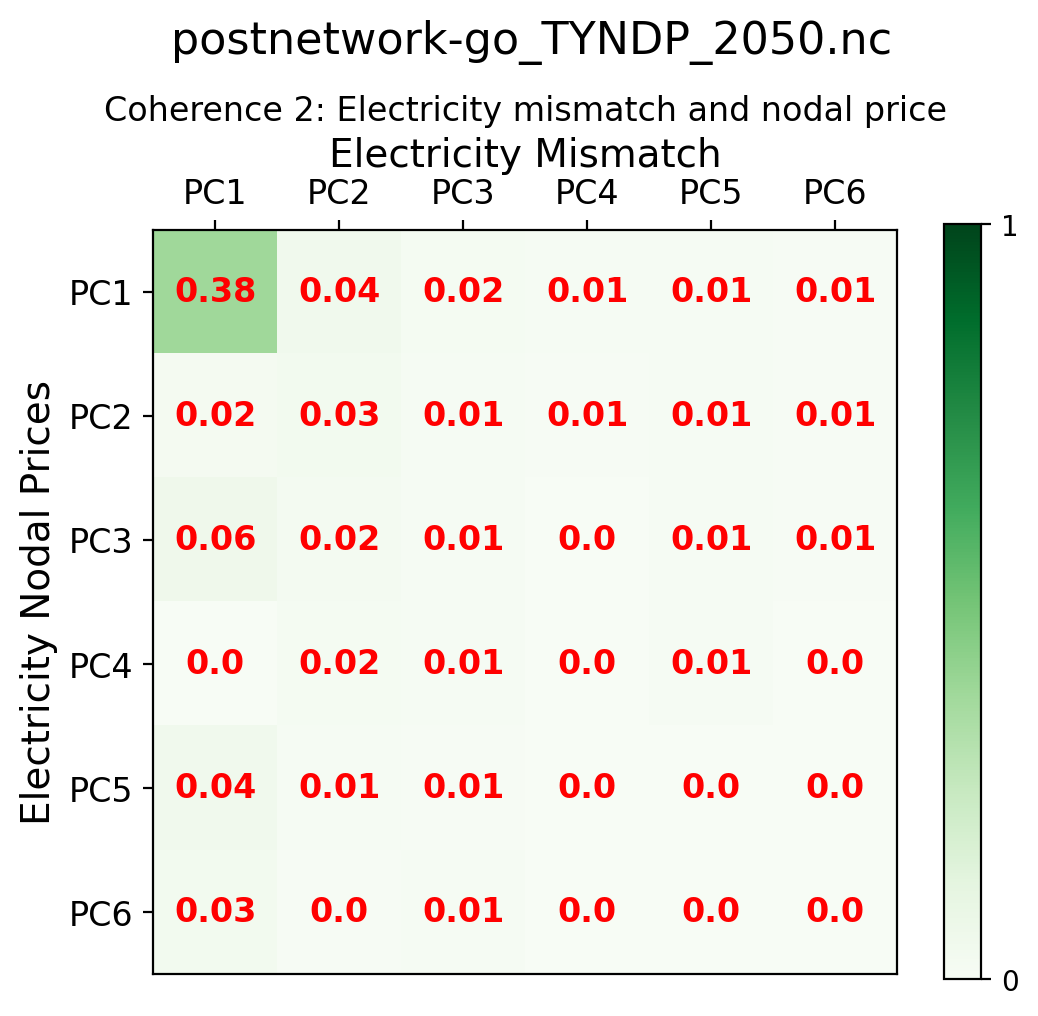 postnetwork-go_TYNDP_2050.nc
Coherence 2: Electricity mismatch and nodal price
Electricity Mismatch
PC1 PC2 PC3 PC4 PC5 PC6
Electricity Nodal Prices
PC1 0.38 0.04 0.02 0.01 0.01 0.01
PC2 0.02 0.03 0.01 0.01 0.01 0.01
PC3 0.06 0.02 0.01 0.0 0.01 0.01
PC4 0.0 0.02 0.01 0.0 0.01 0.0
PC5 0.04 0.01 0.01 0.0 0.0 0.0
PC6 0.03 0.0 0.01 0.0 0.0 0.0
1
0